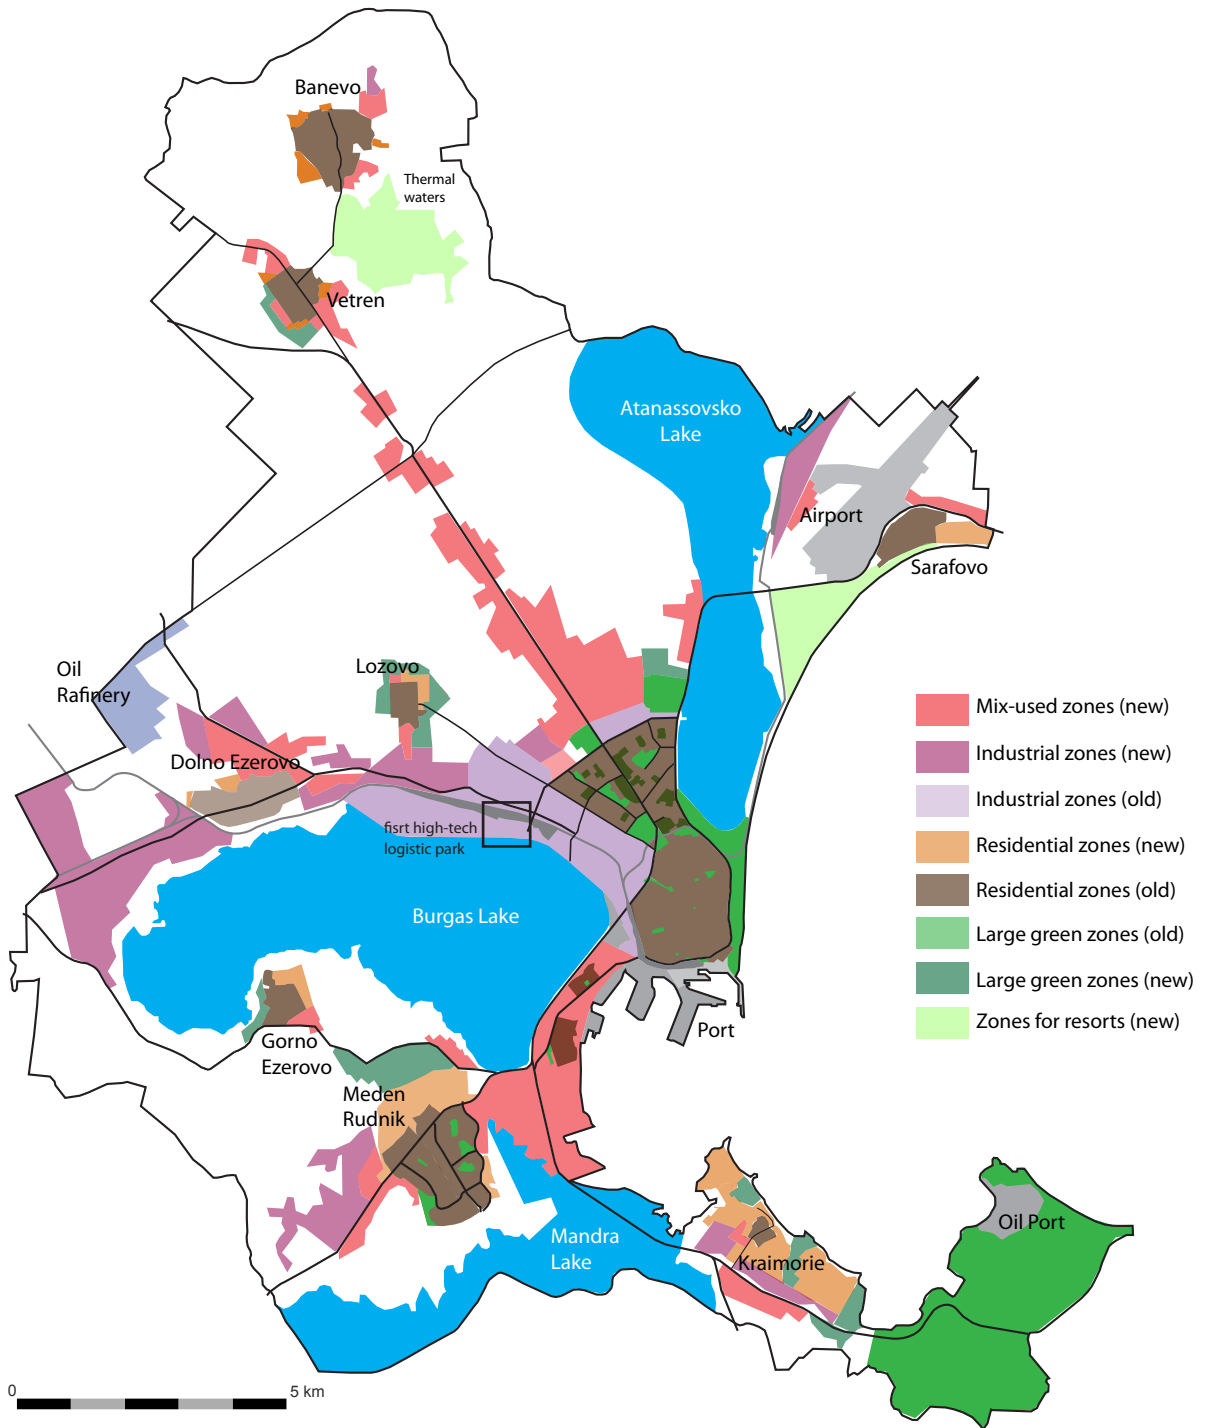 Banevo
Thermal
waters
Vetren
Atanassovsko
Lake
Airport
Sarafovo
Oil
Rafinery
Lozovo
Dolno Ezerovo
fisrt high-tech
logistic park
Burgas Lake
Port
Gorno
Ezerovo
Meden
Rudnik
Mandra
Lake
Kraimorie
Oil Port
Mix-used zones (new)
Industrial zones (new)
Industrial zones (old)
Residential zones (new)
Residential zones (old)
Large green zones (old)
Large green zones (new)
Zones for resorts (new)
0
5 km